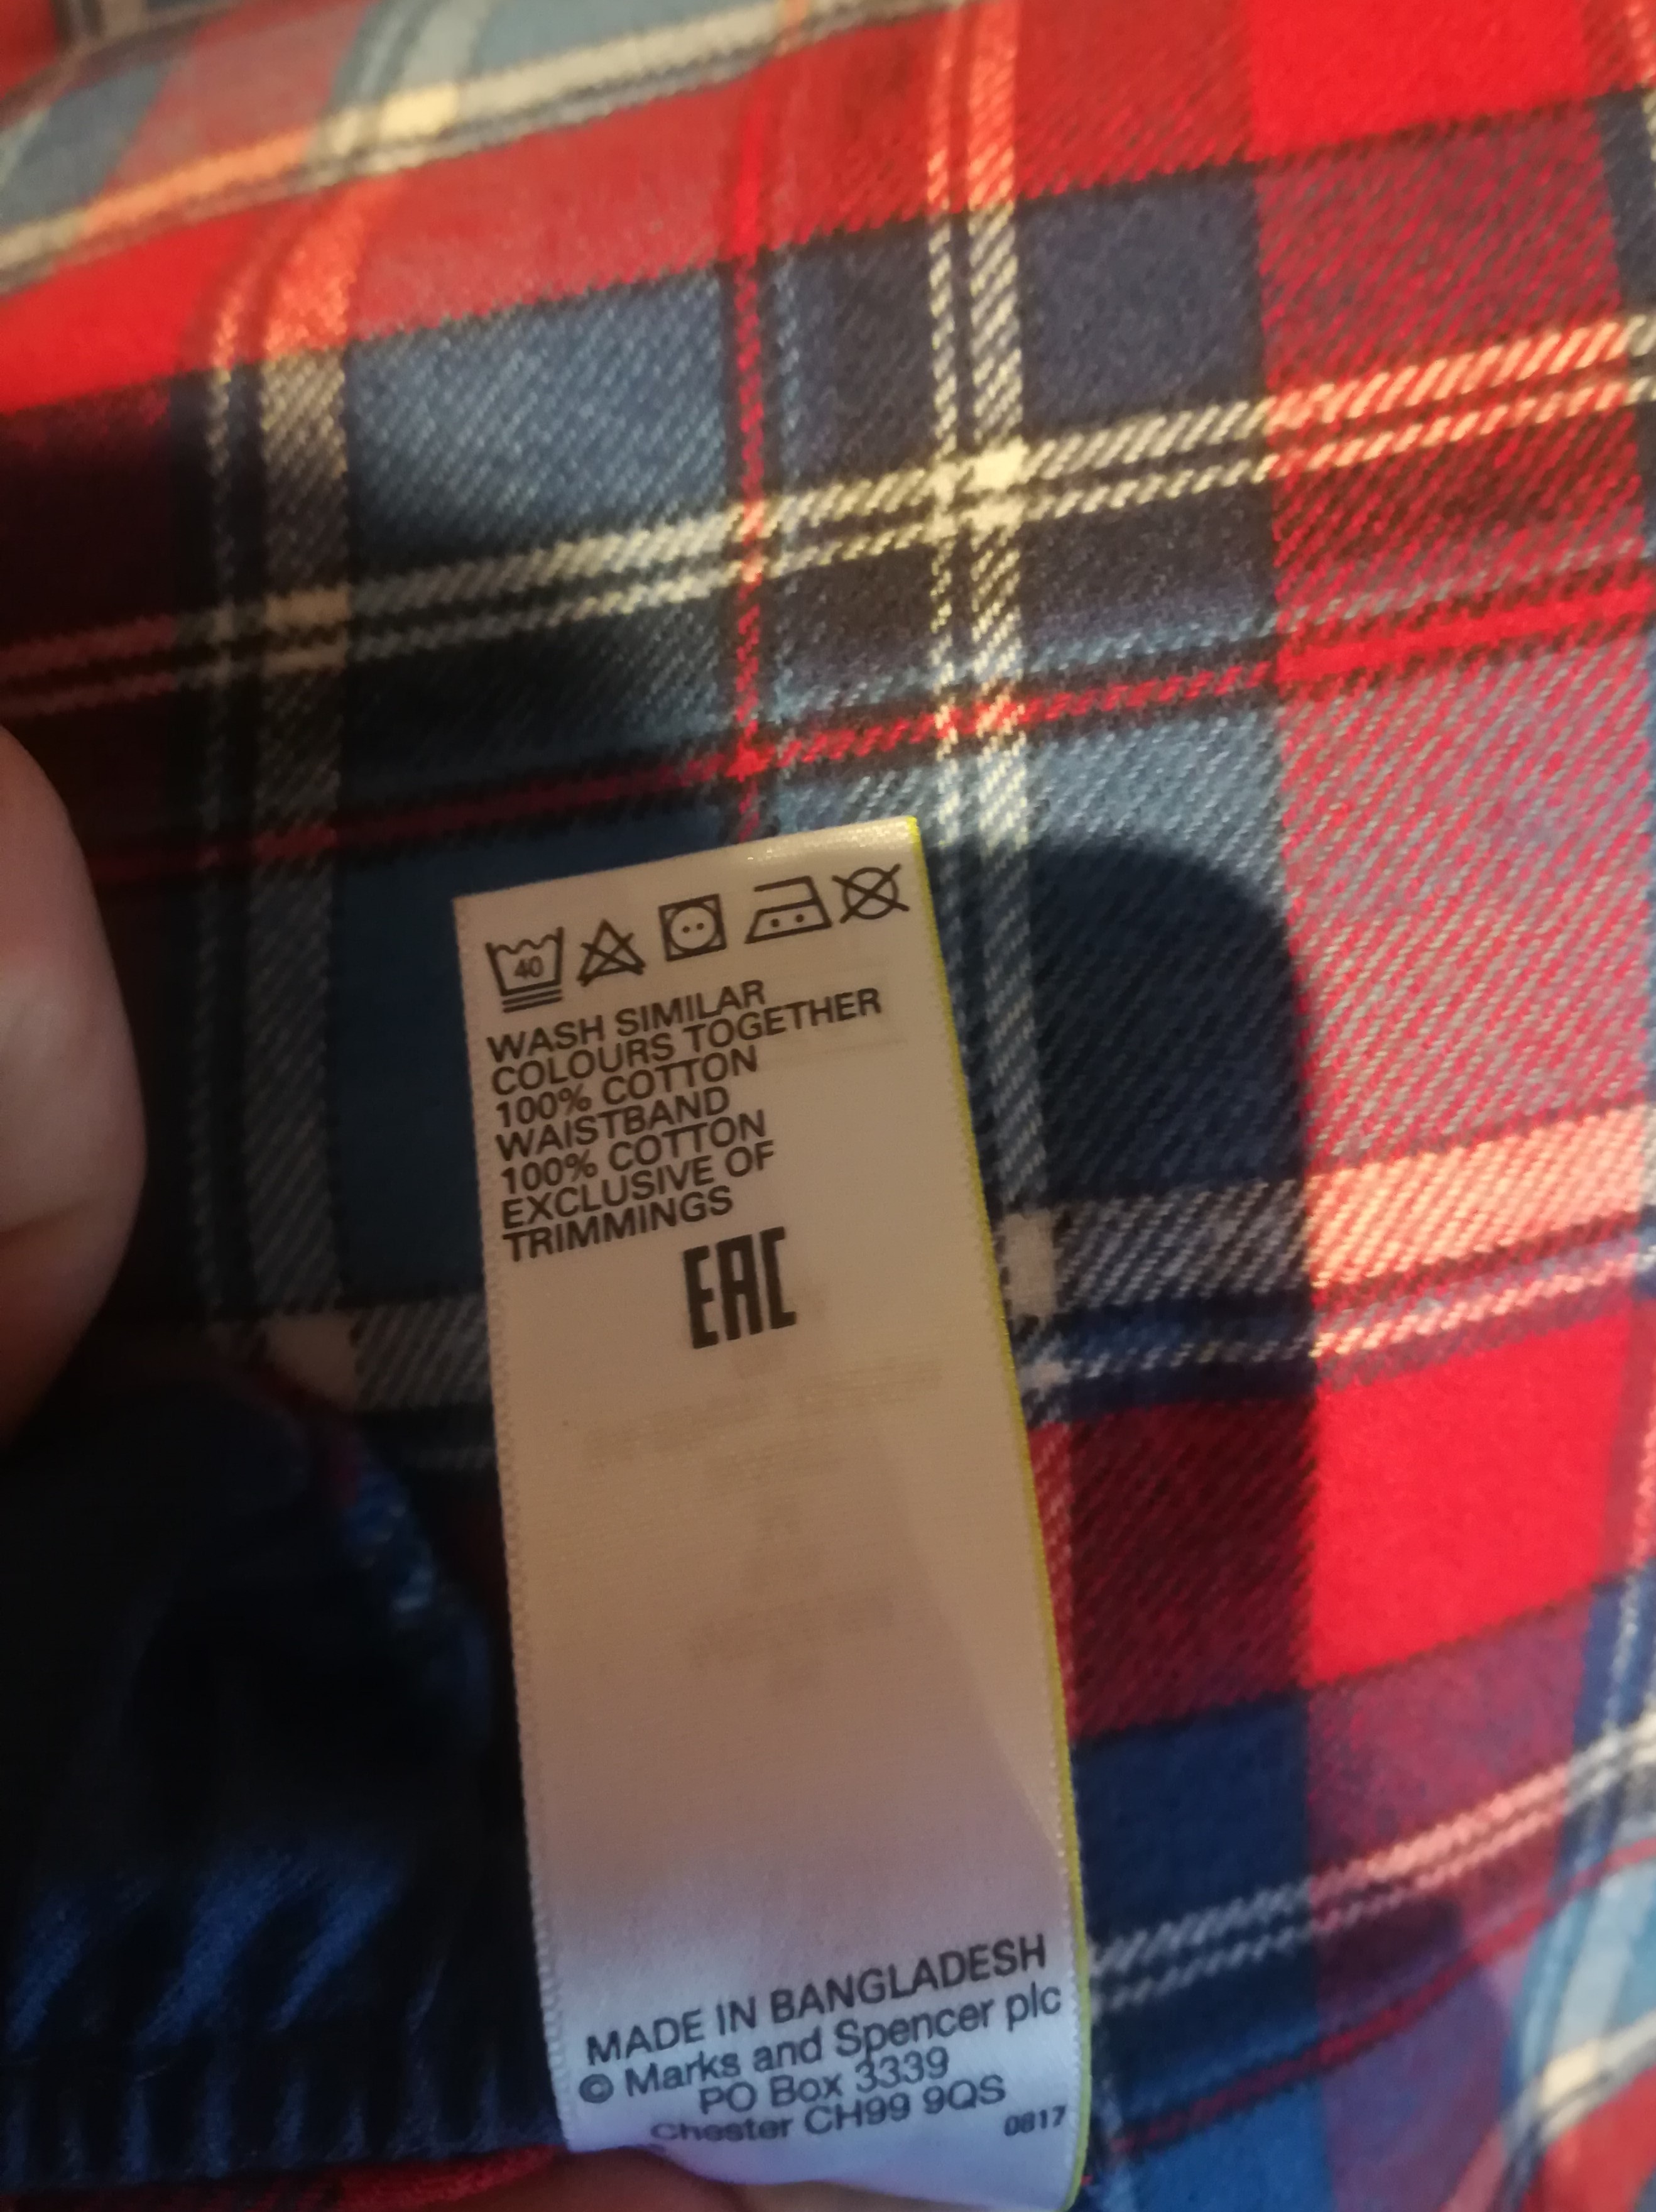 40
WASH SIMILAR
COLOURS TOGETHER
100% COTTON
WAISTBAND
100% COTTON
EXCLUSIVE OF
TRIMMINGS
EAC
MADE IN BANGLADESH
© Marks and Spencer plc
PO Box 3339
Chester CH99 9QS
0817